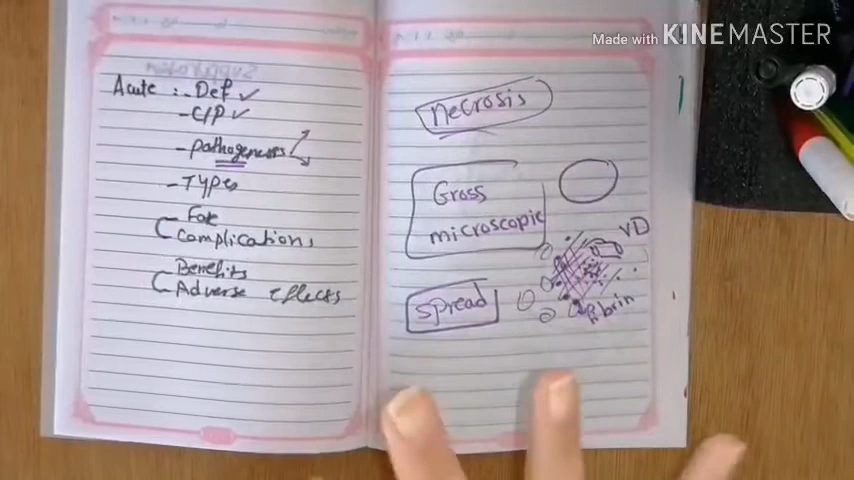 Made with KINEMASTER
Acute :- Def ✓
- C/P ✓
- pathogenesis
- Types
- Fate
Complications
- Benefits
- Adverse effects
necrosis
Gross
microscopic
VD
fibrin
spread